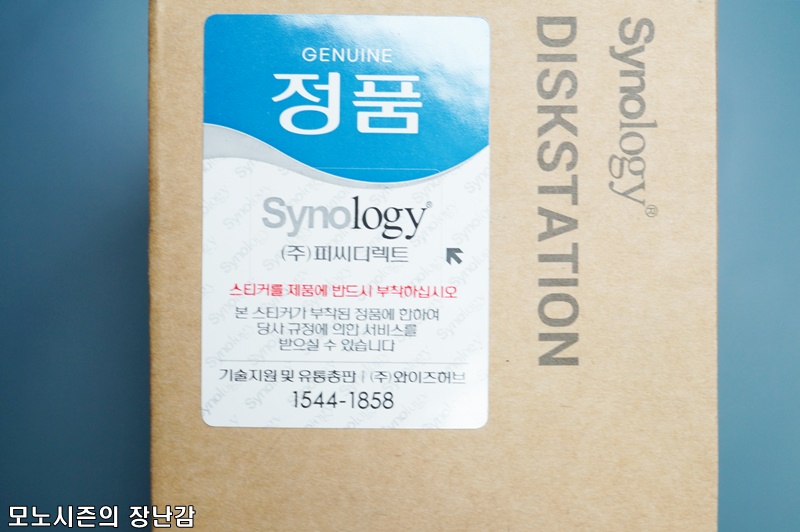 GENUINE
정품
Synology®
(주)피씨디렉트
스티커를 제품에 반드시 부착하십시오
본 스티커가 부착된 정품에 한하여
당사 규정에 의한 서비스를
받으실 수 있습니다
기술지원 및 유통총판 | (주)와이즈허브
1544-1858
Synology®
DISKSTATION
모노시즌의 장난감